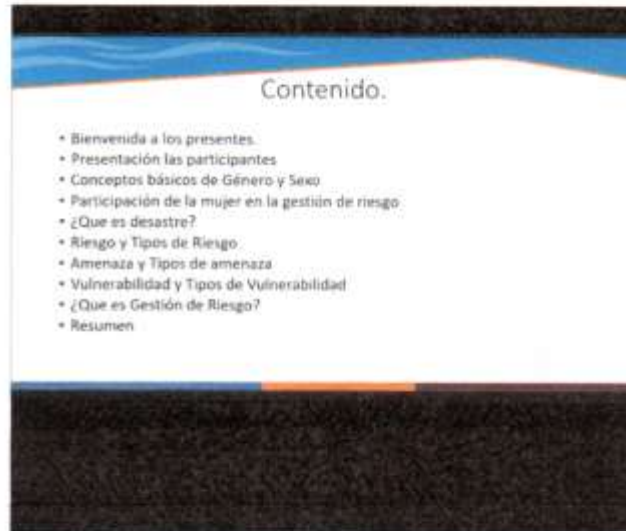 Contenido.
• Bienvenida a los presentes.
• Presentación las participantes
• Conceptos básicos de Género y Sexo
• Participación de la mujer en la gestión de riesgo
• ¿Que es desastre?
• Riesgo y Tipos de Riesgo
• Amenaza y Tipos de amenaza
• Vulnerabilidad y Tipos de Vulnerabilidad
• ¿Que es Gestión de Riesgo?
• Resumen